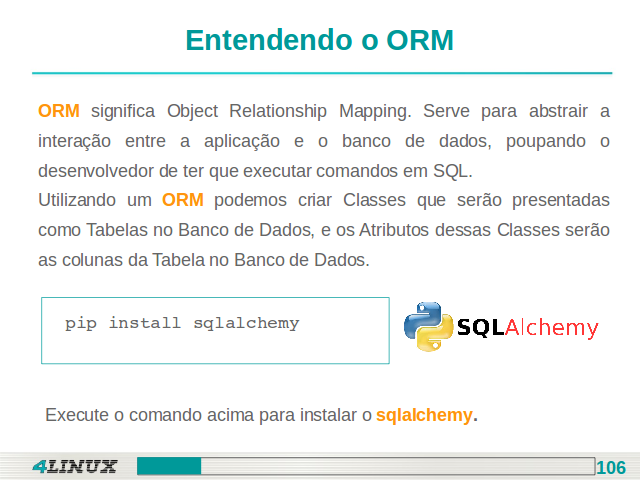 Entendendo o ORM
ORM significa Object Relationship Mapping. Serve para abstrair a
interação entre a aplicação e o banco de dados, poupando o
desenvolvedor de ter que executar comandos em SQL.
Utilizando um ORM podemos criar Classes que serão presentadas
como Tabelas no Banco de Dados, e os Atributos dessas Classes serão
as colunas da Tabela no Banco de Dados.
pip install sqlalchemy
SQLAlchemy
Execute o comando acima para instalar o sqlalchemy.
4LINUX
106